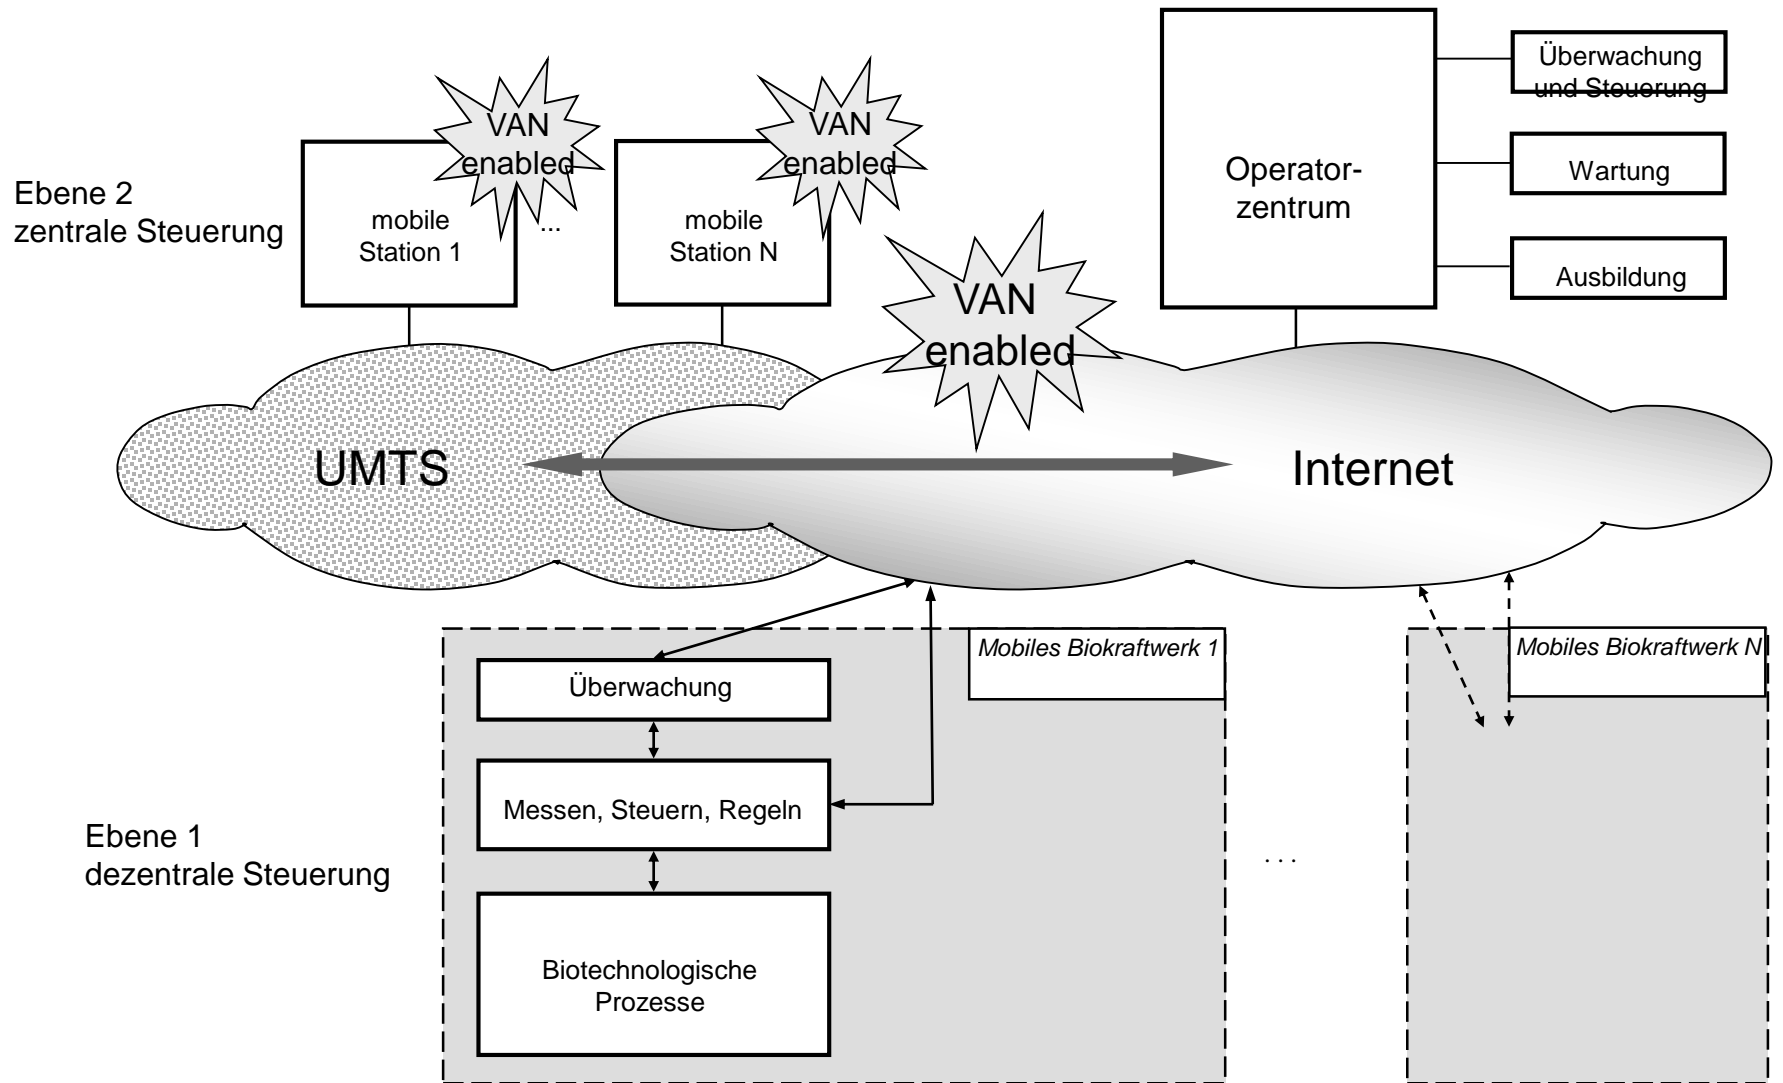 Ebene 2
zentrale Steuerung
mobile
Station 1
VAN
enabled
...
mobile
Station N
VAN
enabled
VAN
enabled
Operator-
zentrum
Überwachung
und Steuerung
Wartung
Ausbildung
UMTS
Internet
Ebene 1
dezentrale Steuerung
Mobiles Biokraftwerk 1
Überwachung
Messen, Steuern, Regeln
Biotechnologische
Prozesse
. . .
Mobiles Biokraftwerk N